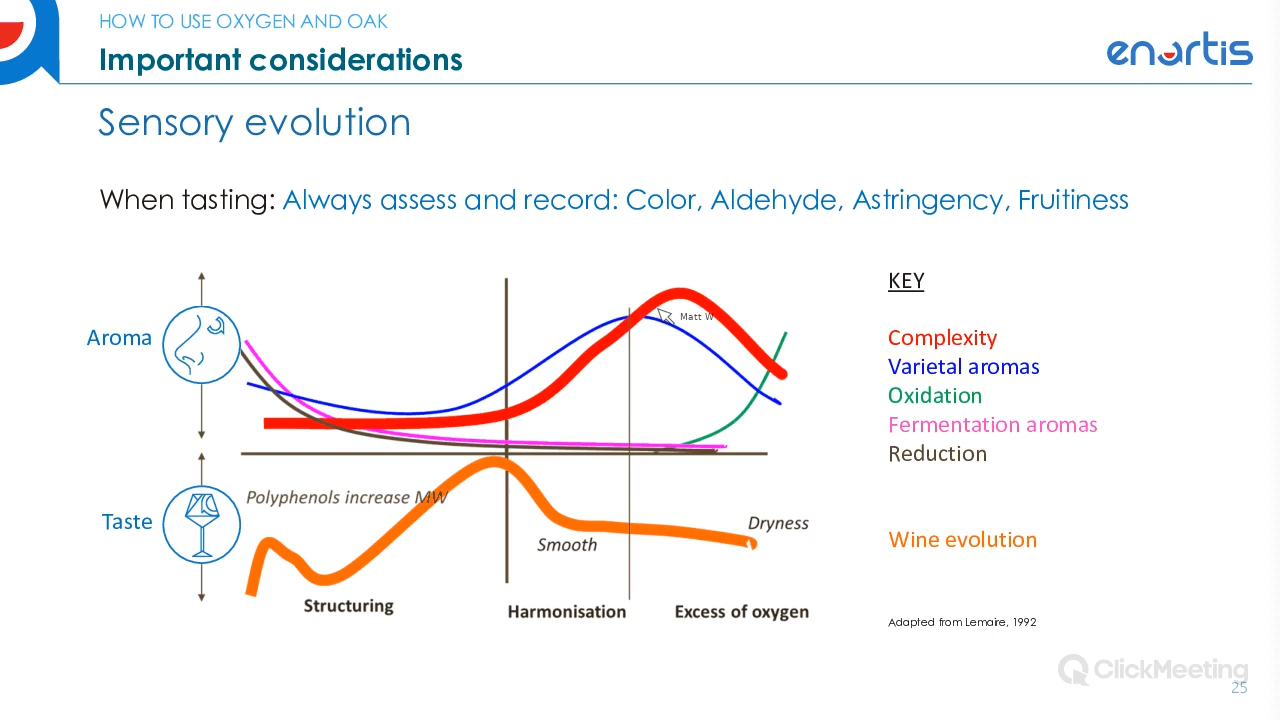 HOW TO USE OXYGEN AND OAK
Important considerations
enartis
Sensory evolution
When tasting: Always assess and record: Color, Aldehyde, Astringency, Fruitiness
KEY
Aroma
Matt W
Complexity
Varietal aromas
Oxidation
Fermentation aromas
Reduction
Polyphenols increase MW
Taste
Dryness
Smooth
Wine evolution
Structuring
Harmonisation
Excess of oxygen
Adapted from Lemaire, 1992
ClickMeeting
25